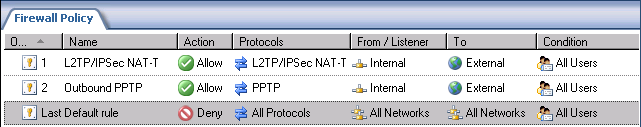 Firewall Policy
O... Name Action Protocols From / Listener To Condition
1 L2TP/IPSec NAT-T Allow L2TP/IPSec NAT-T Internal External All Users
2 Outbound PPTP Allow PPTP Internal External All Users
Last Default rule Deny All Protocols All Networks All Networks All Users